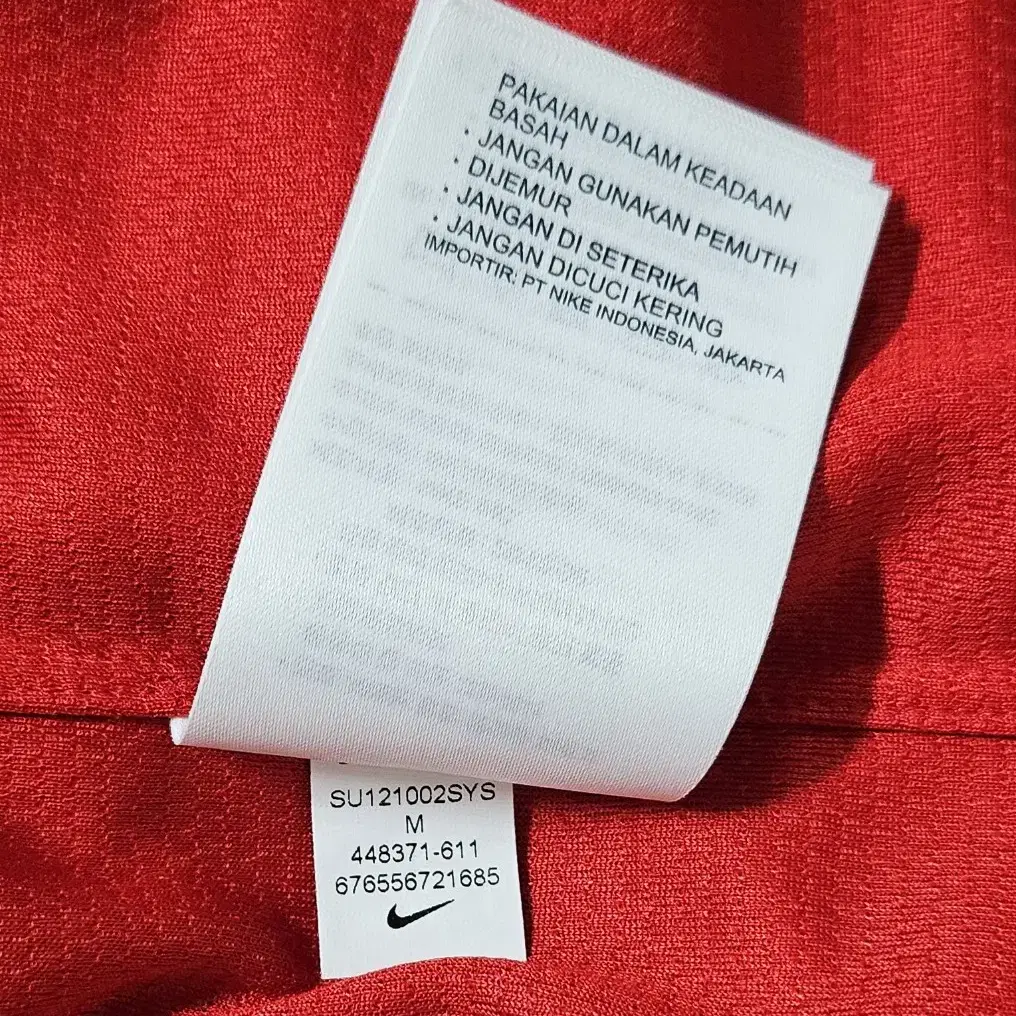 PAKAIAN DALAM KEADAAN
BASAH
· JANGAN GUNAKAN PEMUTIH
· DIJEMUR
· JANGAN DI SETERIKA
· JANGAN DICUCI KERING
IMPORTIR: PT NIKE INDONESIA, JAKARTA
SU121002SYS
M
448371-611
676556721685